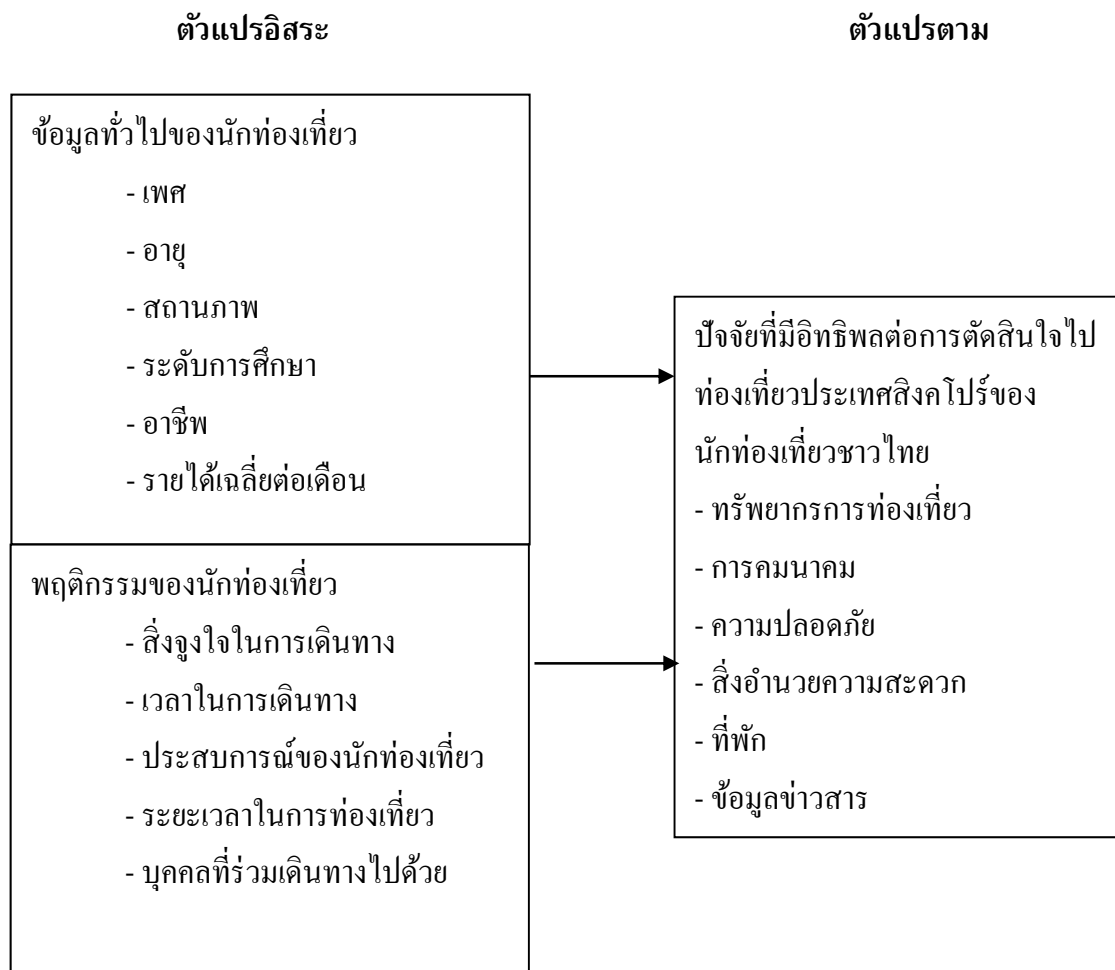 ตัวแปรอิสระ
ตัวแปรตาม
ข้อมูลทั่วไปของนักท่องเที่ยว
- เพศ
- อายุ
- สถานภาพ
- ระดับการศึกษา
- อาชีพ
- รายได้เฉลี่ยต่อเดือน
พฤติกรรมของนักท่องเที่ยว
- สิ่งจูงใจในการเดินทาง
- เวลาในการเดินทาง
- ประสบการณ์ของนักท่องเที่ยว
- ระยะเวลาในการท่องเที่ยว
- บุคคลที่ร่วมเดินทางไปด้วย
ปัจจัยที่มีอิทธิพลต่อการตัดสินใจไป
ท่องเที่ยวประเทศสิงคโปร์ของ
นักท่องเที่ยวชาวไทย
- ทรัพยากรการท่องเที่ยว
- การคมนาคม
- ความปลอดภัย
- สิ่งอำนวยความสะดวก
- ที่พัก
- ข้อมูลข่าวสาร